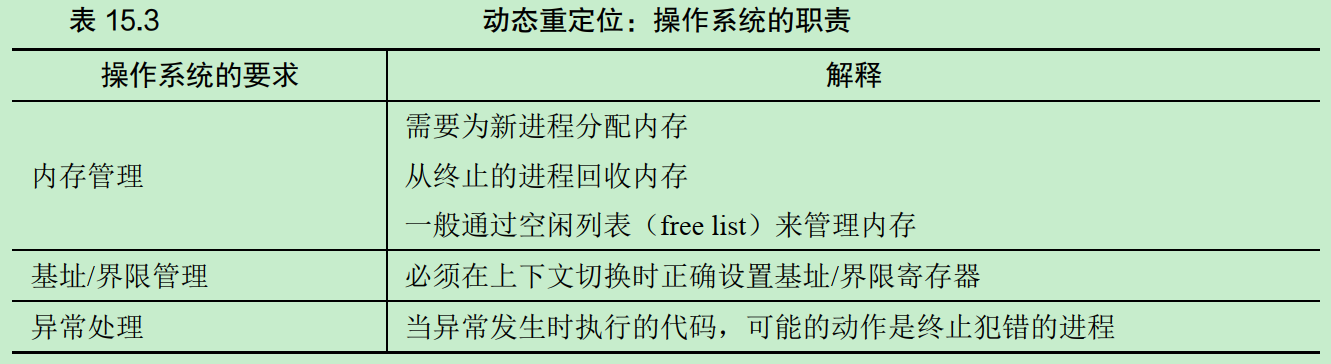 表 15.3 动态重定位：操作系统的职责
操作系统的要求 解释
内存管理
需要为新进程分配内存
从终止的进程回收内存
一般通过空闲列表（free list）来管理内存
基址/界限管理 必须在上下文切换时正确设置基址/界限寄存器
异常处理 当异常发生时执行的代码，可能的动作是终止犯错的进程